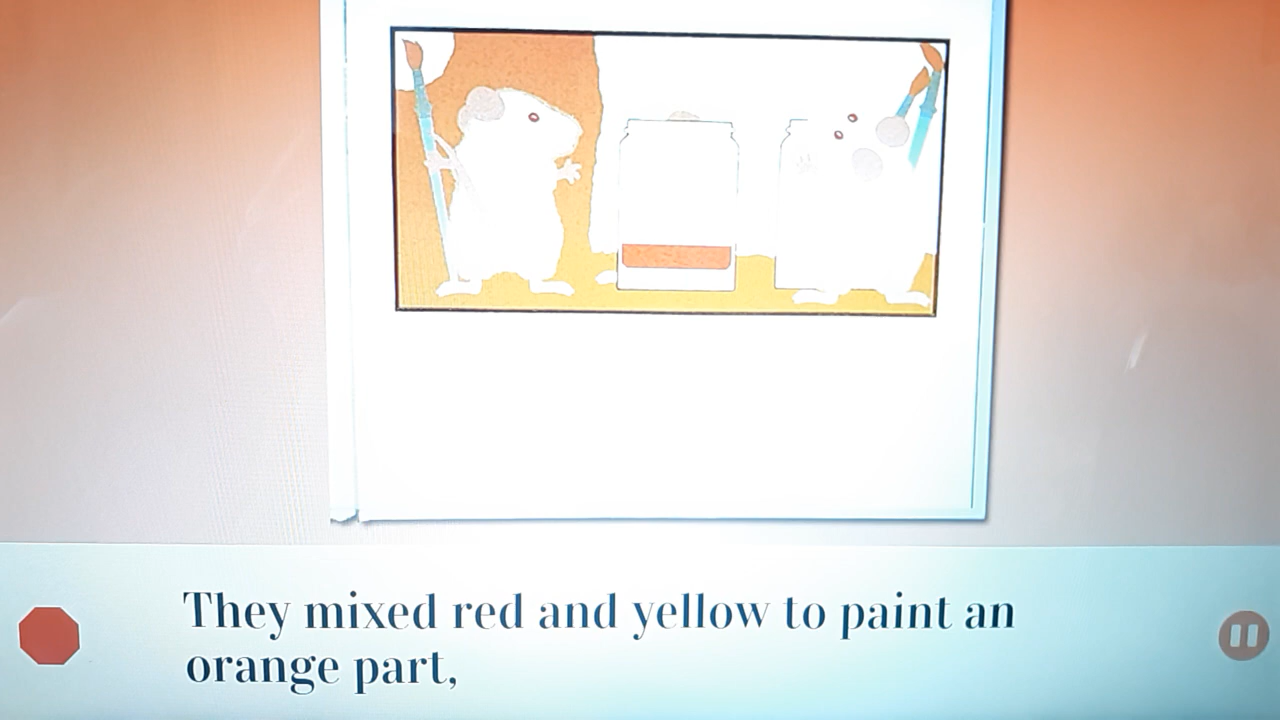 They mixed red and yellow to paint an
orange part,